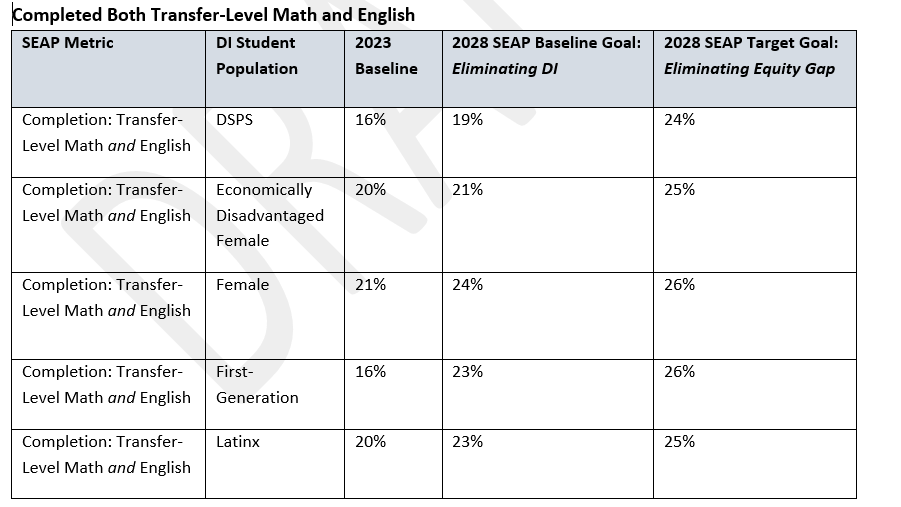 Completed Both Transfer-Level Math and English
SEAP Metric
DI Student
Population
2023
Baseline
2028 SEAP Baseline Goal:
Eliminating DI
2028 SEAP Target Goal:
Eliminating Equity Gap
Completion: Transfer-
Level Math and English
DSPS
16%
19%
24%
Completion: Transfer-
Level Math and English
Economically
Disadvantaged
Female
20%
21%
25%
Completion: Transfer-
Level Math and English
Female
21%
24%
26%
Completion: Transfer-
Level Math and English
First-
Generation
16%
23%
26%
Completion: Transfer-
Level Math and English
Latinx
20%
23%
25%